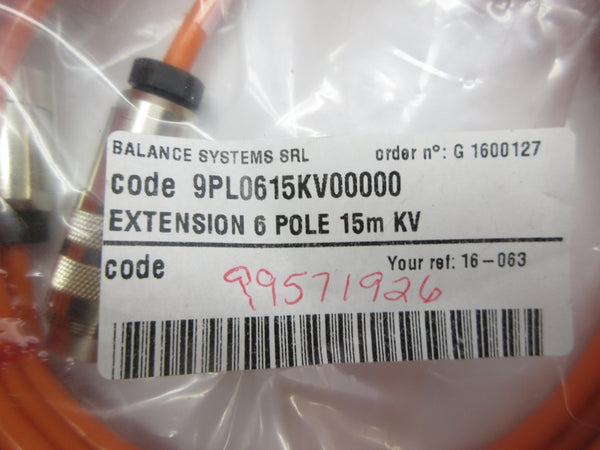 BALANCE SYSTEMS SRL order n°: G 1600127
code 9PL0615KV00000
EXTENSION 6 POLE 15m KV
code Your ref: 16-063
99571926